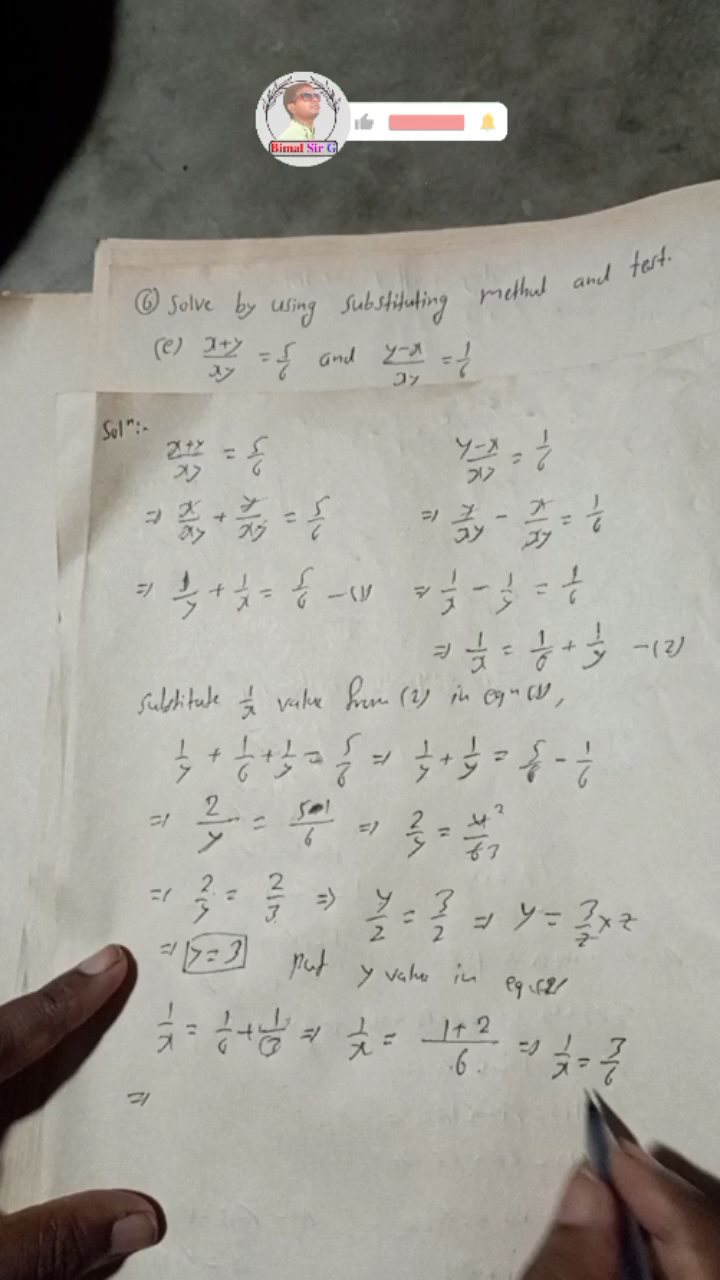 Bimal Sir G
⑥ Solve by using substituting method and test.
(e) x+y/xy = 5/6 and y-x/xy = 1/6
Solⁿ:-
x+y/xy = 5/6 y-x/xy = 1/6
⇒ x/xy + y/xy = 5/6 ⇒ y/xy - x/xy = 1/6
⇒ 1/y + 1/x = 5/6 -(1) ⇒ 1/x - 1/y = 1/6
⇒ 1/x = 1/6 + 1/y -(2)
substitute 1/x value from (2) in eqn (1),
1/y + 1/6 + 1/y = 5/6 ⇒ 1/y + 1/y = 5/6 - 1/6
⇒ 2/y = 5-1/6 ⇒ 2/y = 4 2/6 3
⇒ 2/y = 2/3 ⇒ y/2 = 3/2 ⇒ y = 3/2 x 2
⇒ y = 3 put y value in eqn (2)
1/x = 1/6 + 1/3 ⇒ 1/x = 1+2/6 ⇒ 1/x = 3/6
⇒